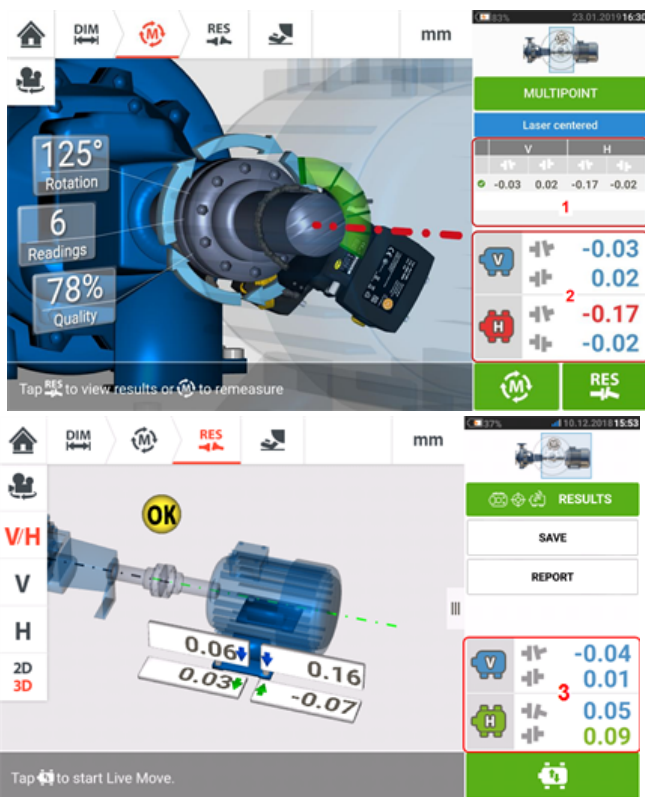 DIM
M
RES
mm
83%
23.01.2019 16:30
MULTIPOINT
Laser centered
V
H
-0.03 0.02 -0.17 -0.02
1
125°
Rotation
6
Readings
78%
Quality
V
-0.03
0.02
2
H
-0.17
-0.02
Tap RES to view results or M to remeasure
M
RES
DIM
M
RES
mm
37%
10.12.2018 15:53
RESULTS
SAVE
REPORT
OK
V/H
V
H
2D
3D
0.06
0.16
0.03
-0.07
V
-0.04
0.01
3
H
0.05
0.09
Tap to start Live Move.